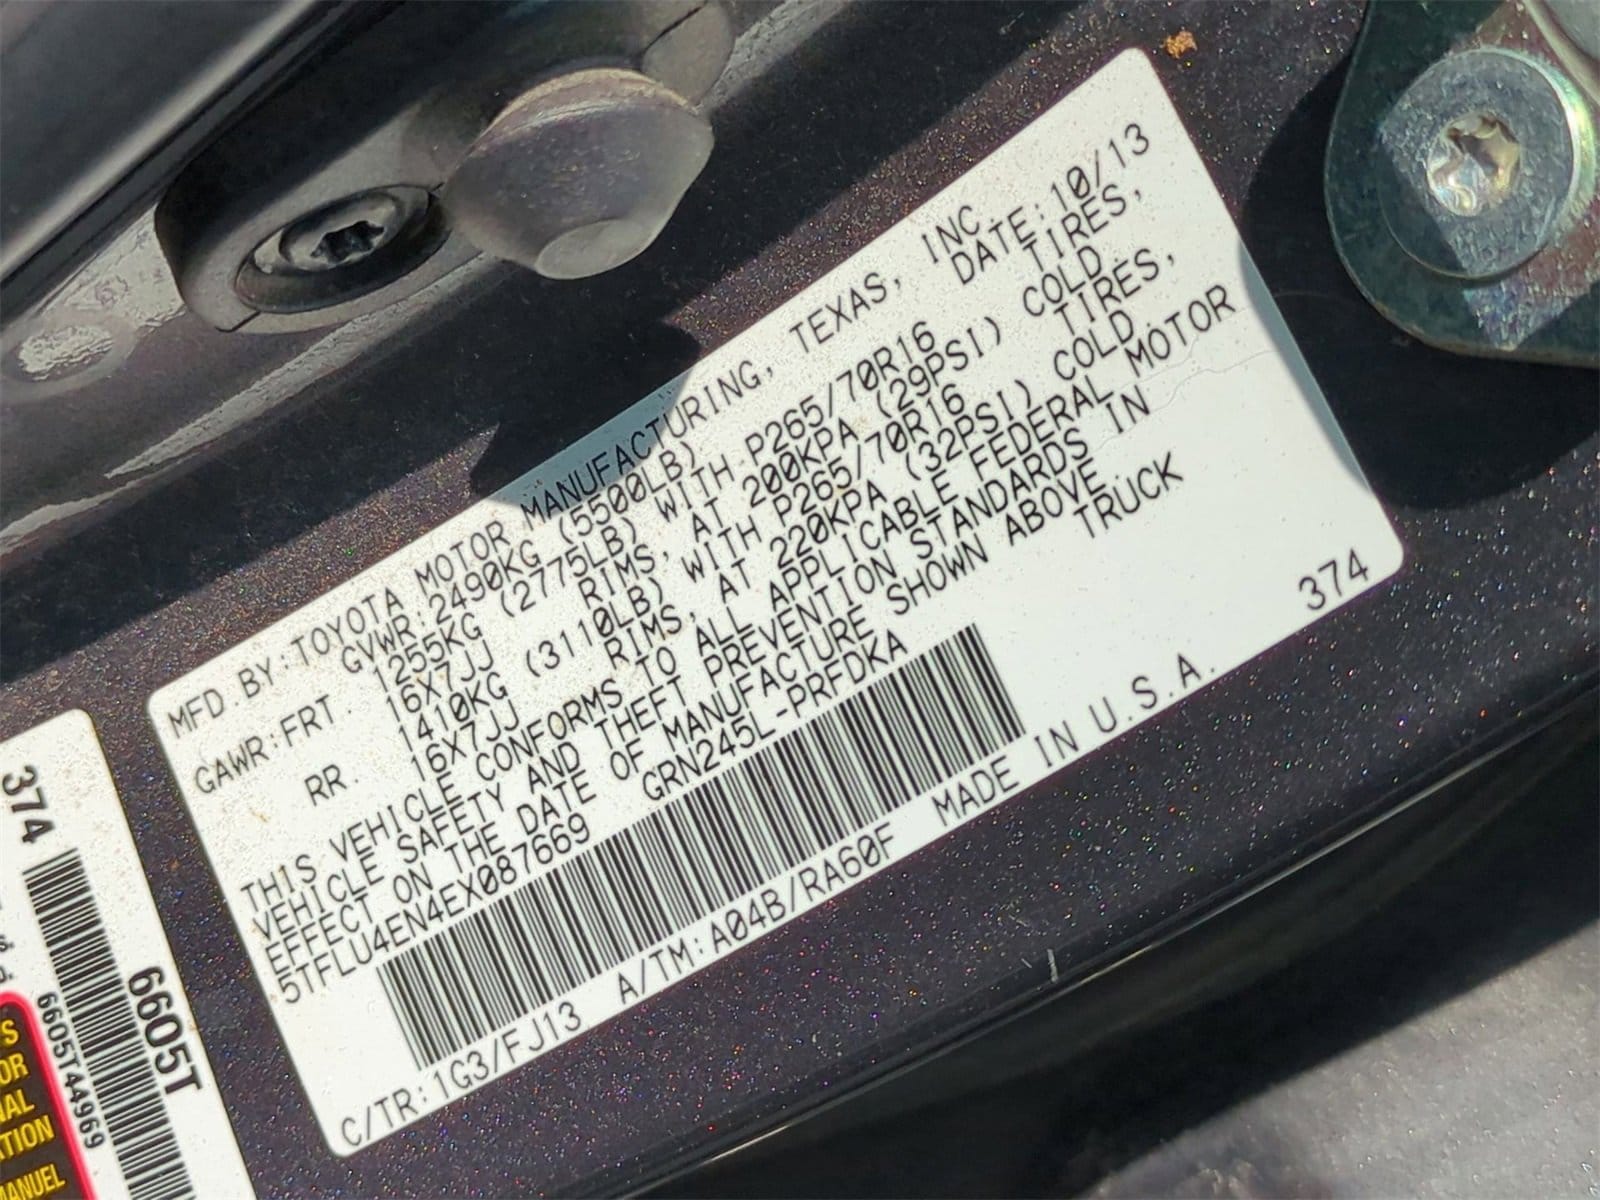 MFD.BY:TOYOTA MOTOR MANUFACTURING, TEXAS, INC.
GVWR:2490KG (5500LB) DATE:10/13
GAWR:FRT. 1255KG (2775LB) WITH P265/70R16 TIRES,
16X7JJ RIMS, AT 200KPA (29PSI) COLD.
RR. 1410KG (3110LB) WITH P265/70R16 TIRES,
16X7JJ RIMS, AT 220KPA (32PSI) COLD.
THIS VEHICLE CONFORMS TO ALL APPLICABLE FEDERAL MOTOR
VEHICLE SAFETY AND THEFT PREVENTION STANDARDS IN
EFFECT ON THE DATE OF MANUFACTURE SHOWN ABOVE.
5TFLU4EN4EX087669 GRN245L-PRFDKA TRUCK
C/TR:1G3/FJ13 A/TM:A04B/RA60F MADE IN U.S.A.
374
374
6605T
6605T44969
MANUEL